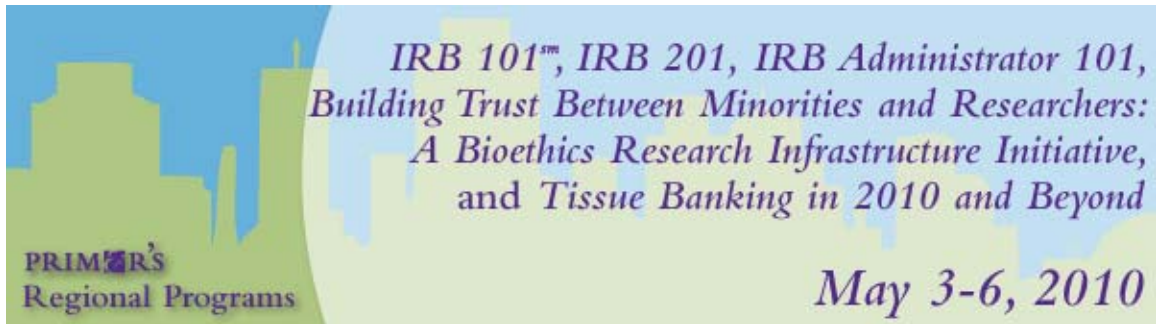 IRB 101℠, IRB 201, IRB Administrator 101,
Building Trust Between Minorities and Researchers:
A Bioethics Research Infrastructure Initiative,
and Tissue Banking in 2010 and Beyond
PRIM&R's
Regional Programs
May 3-6, 2010